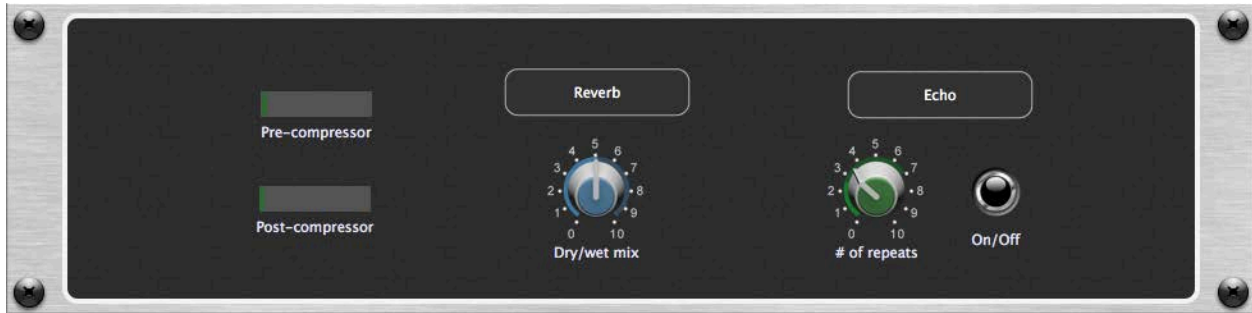 Pre-compressor
Post-compressor
Reverb
0 1 2 3 4 5 6 7 8 9 10
Dry/wet mix
Echo
0 1 2 3 4 5 6 7 8 9 10
# of repeats
On/Off